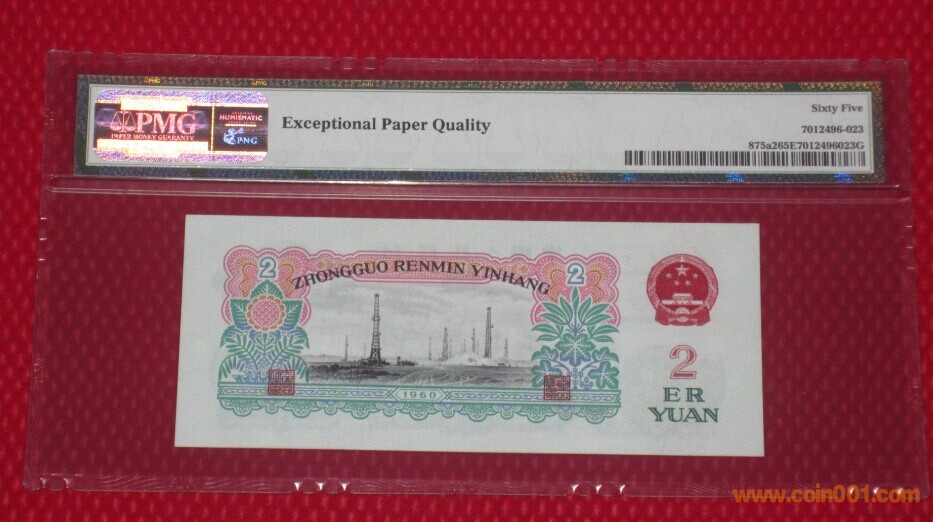 PMG
PAPER MONEY GUARANTY
NUMISMATIC
PNG
Exceptional Paper Quality
Sixty Five
7012496-023
875a265E7012496023G
2
2
ZHONGGUO RENMIN YINHANG
1960
2
ER
YUAN
www.coin001.com